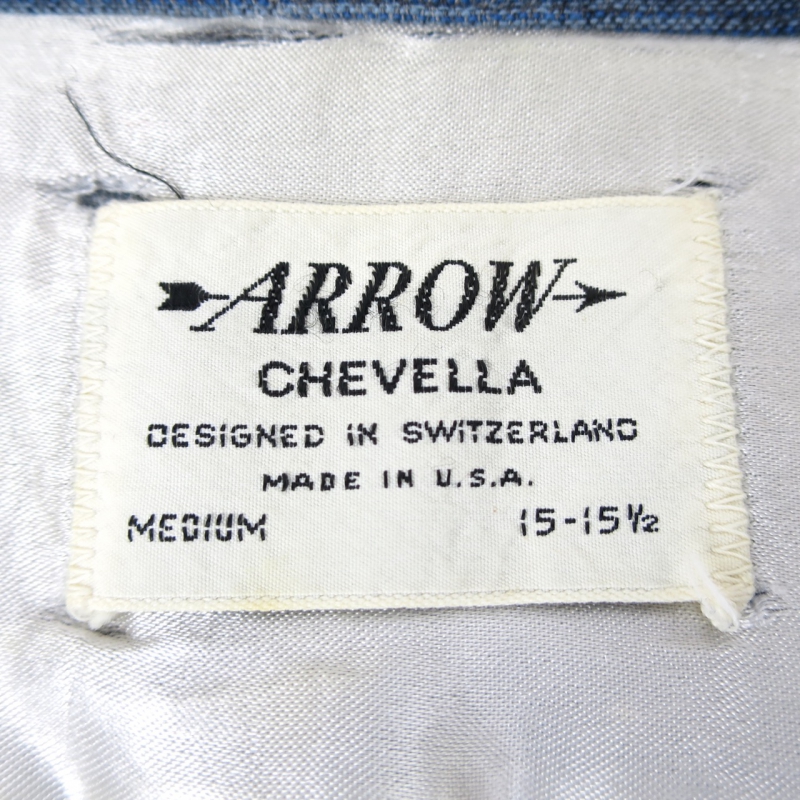 ARROW
CHEVELLA
DESIGNED IN SWITZERLAND
MADE IN U.S.A.
MEDIUM 15-15½